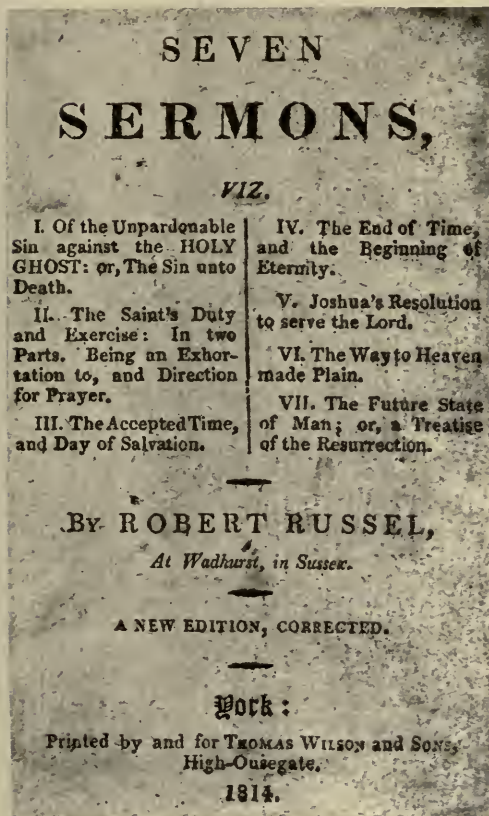 SEVEN
SERMONS,
VIZ.
I. Of the Unpardonable
Sin against the HOLY
GHOST: or, The Sin unto
Death.
II. The Saint's Duty
and Exercise: In two
Parts. Being an Exhor-
tation to, and Direction
for Prayer.
III. The Accepted Time,
and Day of Salvation.
IV. The End of Time,
and the Beginning of
Eternity.
V. Joshua's Resolution
to serve the Lord.
VI. The Way to Heaven
made Plain.
VII. The Future State
of Man; or, a Treatise
of the Resurrection.
BY ROBERT RUSSEL,
At Wadhurst, in Sussex.
A NEW EDITION, CORRECTED.
York:
Printed by and for THOMAS WILSON and SONS,
High-Ousegate.
1814.